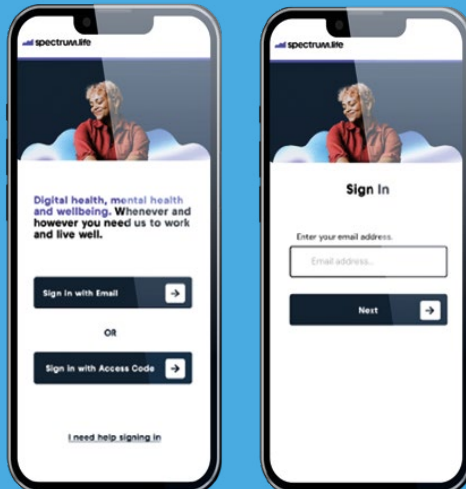 spectrum.life
Digital health, mental health
and wellbeing. Whenever and
however you need us to work
and live well.
Sign in with Email
OR
Sign in with Access Code
I need help signing in
spectrum.life
Sign In
Enter your email address.
Email address..
Next